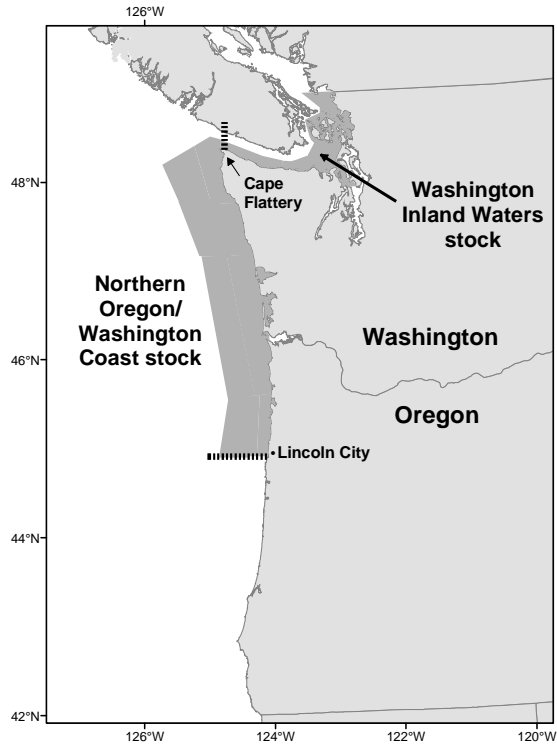 126°W
48°N
46°N
44°N
42°N
Cape
Flattery
Washington
Inland Waters
stock
Northern
Oregon/
Washington
Coast stock
Washington
Oregon
Lincoln City
126°W
124°W
122°W
120°W